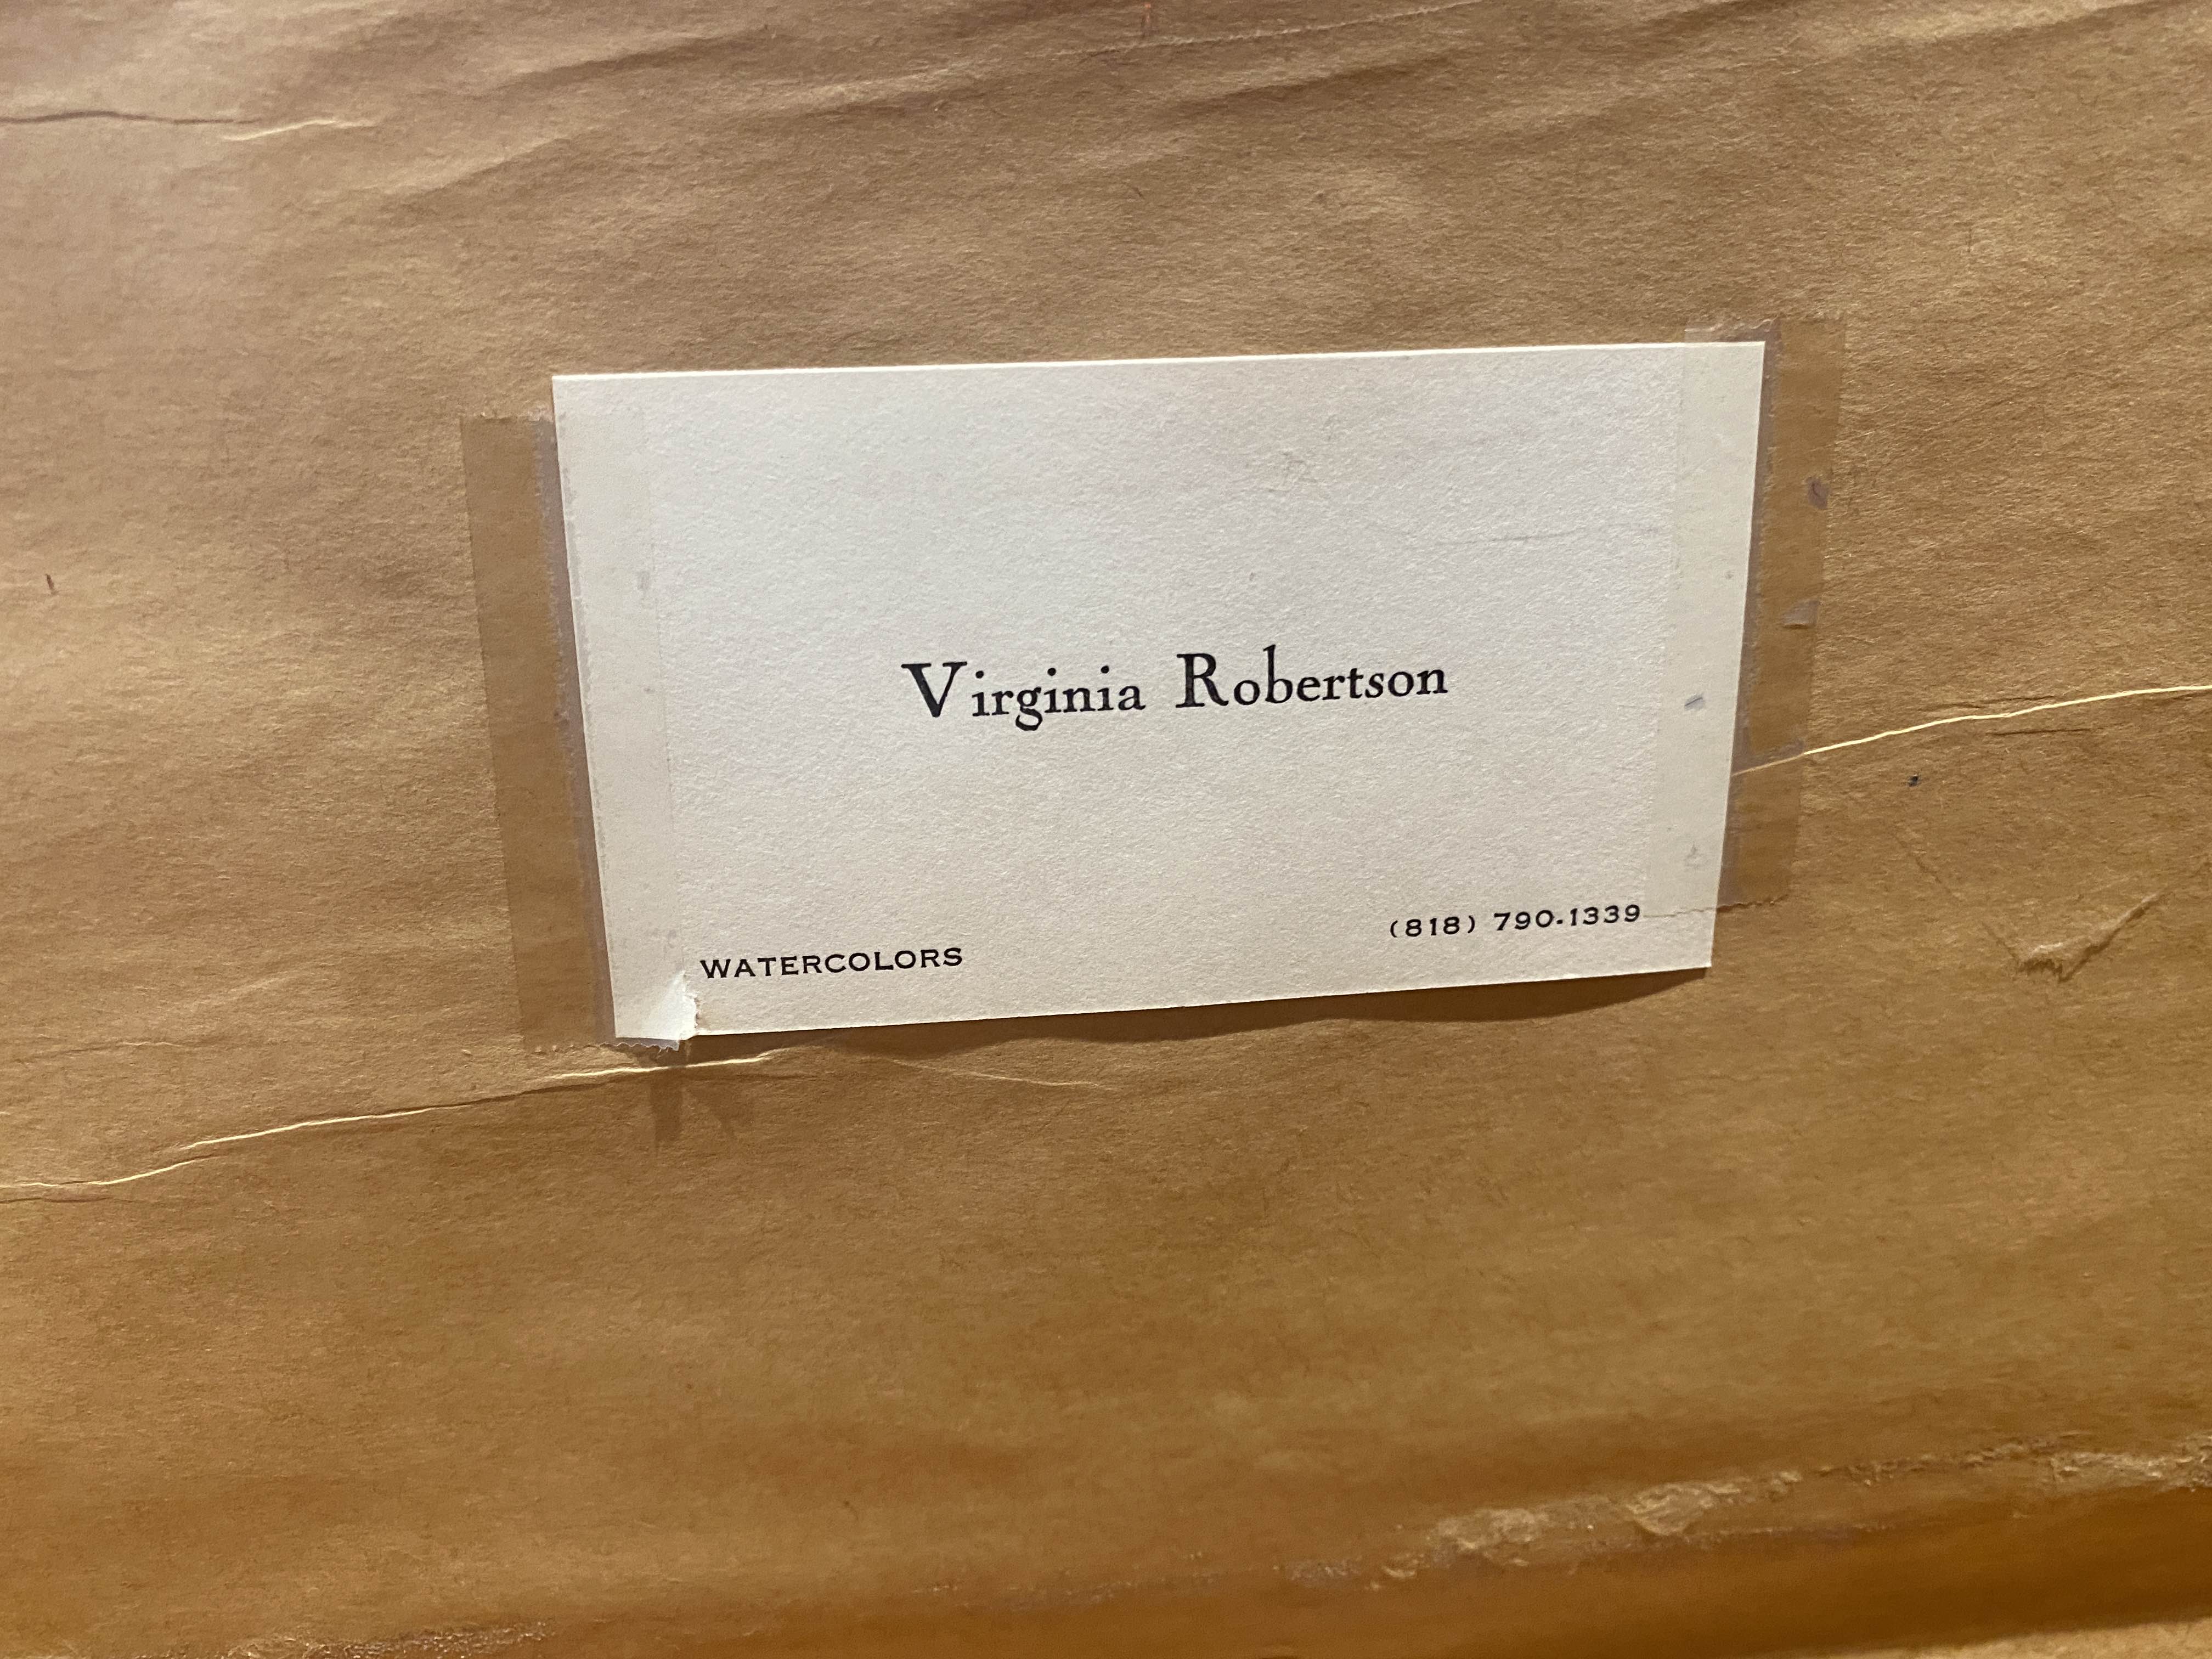 Virginia Robertson
WATERCOLORS
(818) 790-1339